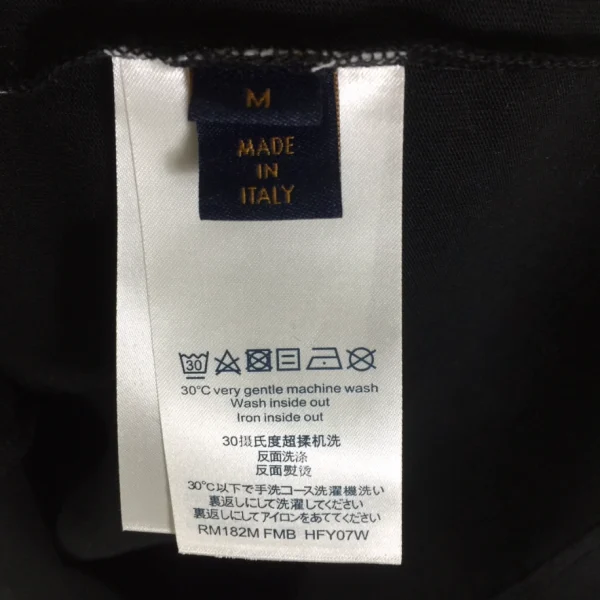 M
MADE
IN
ITALY
30
30°C very gentle machine wash
Wash inside out
Iron inside out
30摄氏度超揉机洗
反面洗涤
反面熨烫
30℃以下で手洗コース洗濯機洗い
裏返しにして洗濯してください
裏返しにしてアイロンをあててください
RM182M FMB HFY07W